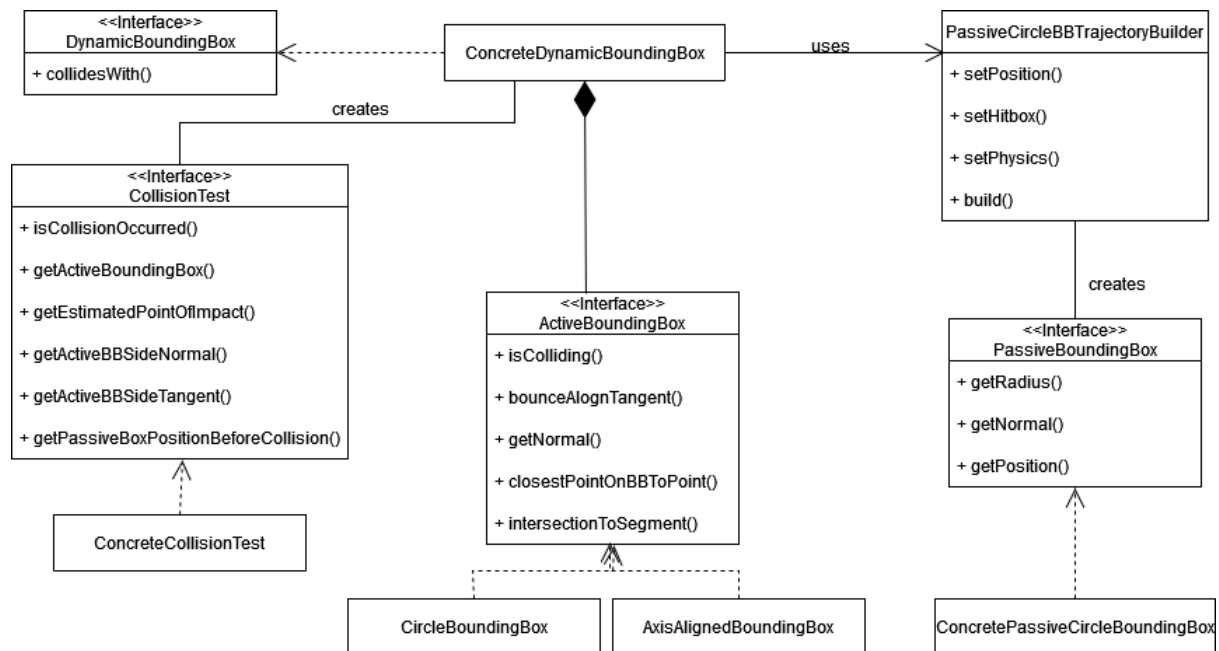 <<Interface>>
DynamicBoundingBox
+ collidesWith()
ConcreteDynamicBoundingBox
uses
PassiveCircleBBTrajectoryBuilder
+ setPosition()
+ setHitbox()
+ setPhysics()
+ build()
creates
<<Interface>>
CollisionTest
+ isCollisionOccurred()
+ getActiveBoundingBox()
+ getEstimatedPointOfImpact()
+ getActiveBBSideNormal()
+ getActiveBBSideTangent()
+ getPassiveBoxPositionBeforeCollision()
ConcreteCollisionTest
<<Interface>>
ActiveBoundingBox
+ isColliding()
+ bounceAlognTangent()
+ getNormal()
+ closestPointOnBBToPoint()
+ intersectionToSegment()
CircleBoundingBox
AxisAlignedBoundingBox
creates
<<Interface>>
PassiveBoundingBox
+ getRadius()
+ getNormal()
+ getPosition()
ConcretePassiveCircleBoundingBox